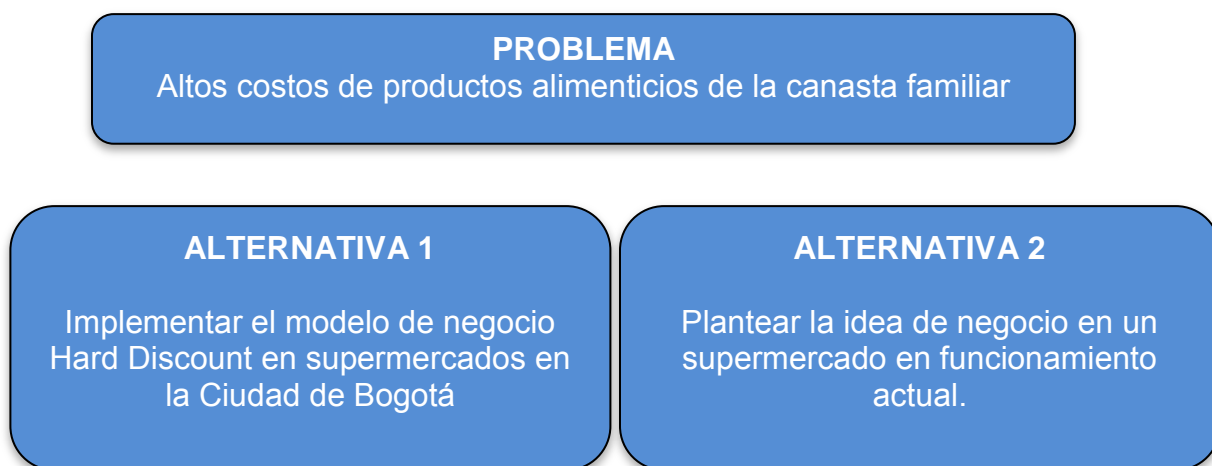 PROBLEMA
Altos costos de productos alimenticios de la canasta familiar
ALTERNATIVA 1
Implementar el modelo de negocio
Hard Discount en supermercados en
la Ciudad de Bogotá
ALTERNATIVA 2
Plantear la idea de negocio en un
supermercado en funcionamiento
actual.